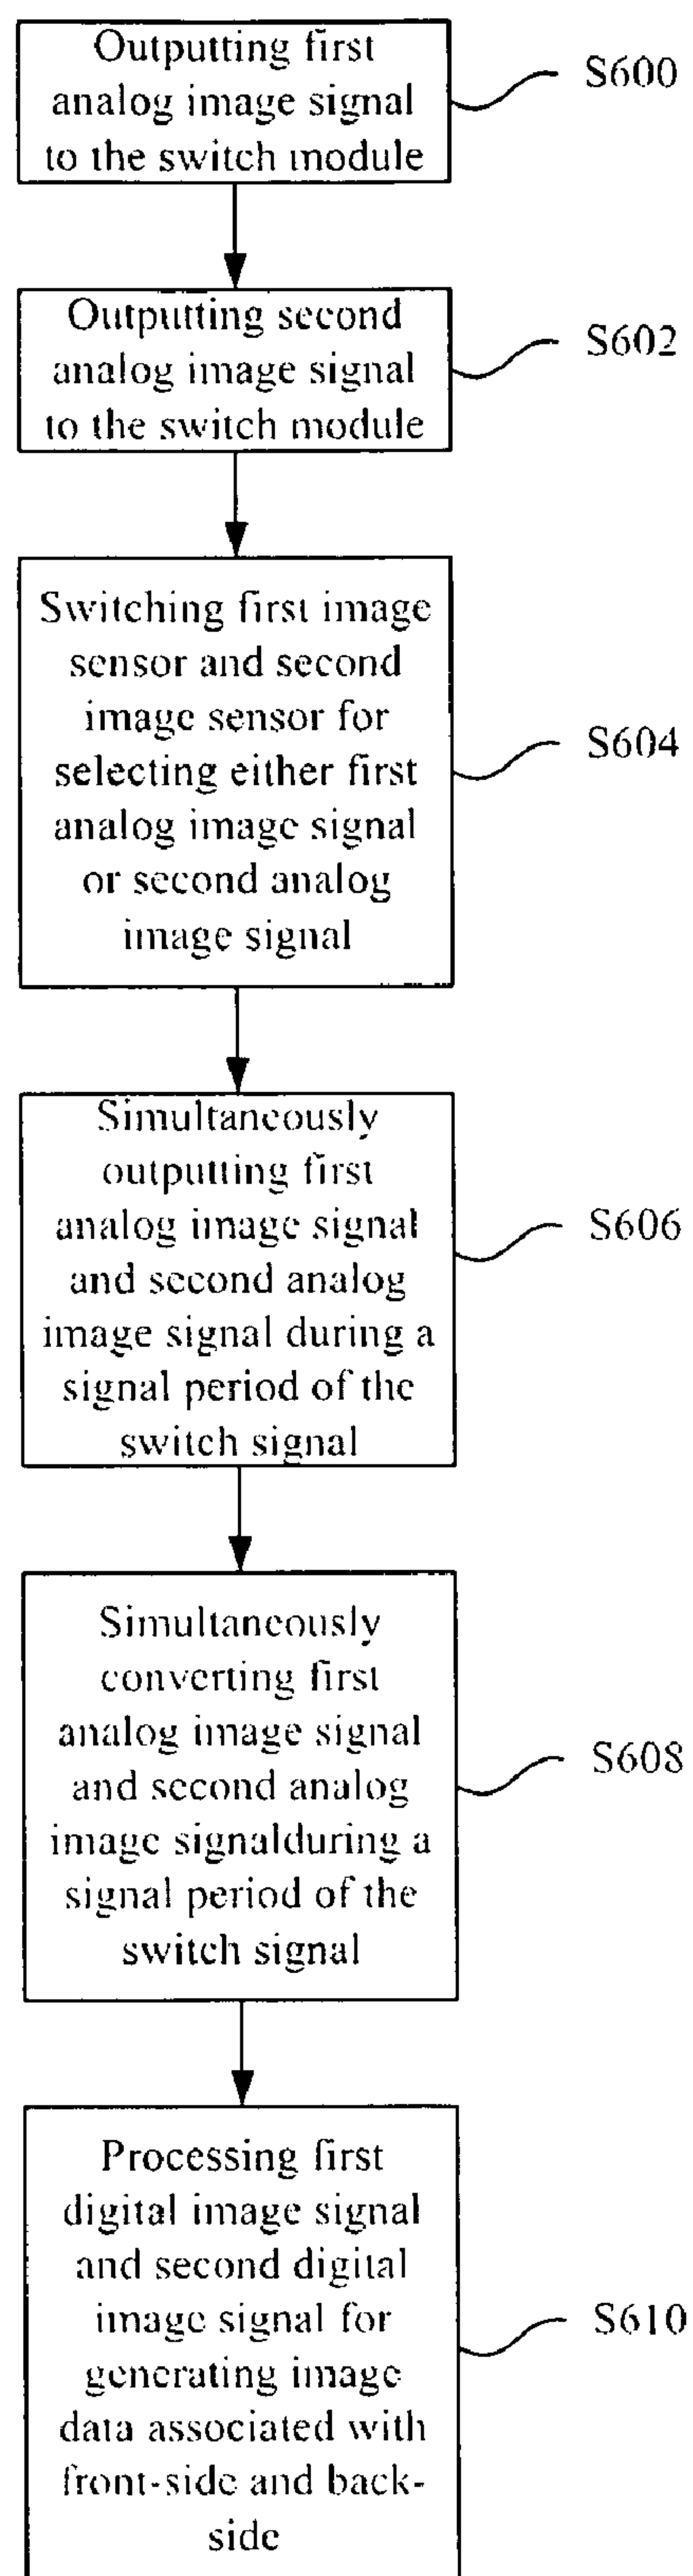 Outputting first
analog image signal
to the switch module
S600
Outputting second
analog image signal
to the switch module
S602
Switching first image
sensor and second
image sensor for
selecting either first
analog image signal
or second analog
image signal
S604
Simultaneously
outputting first
analog image signal
and second analog
image signal during a
signal period of the
switch signal
S606
Simultaneously
converting first
analog image signal
and second analog
image signalduring a
signal period of the
switch signal
S608
Processing first
digital image signal
and second digital
image signal for
generating image
data associated with
front-side and back-
side
S610